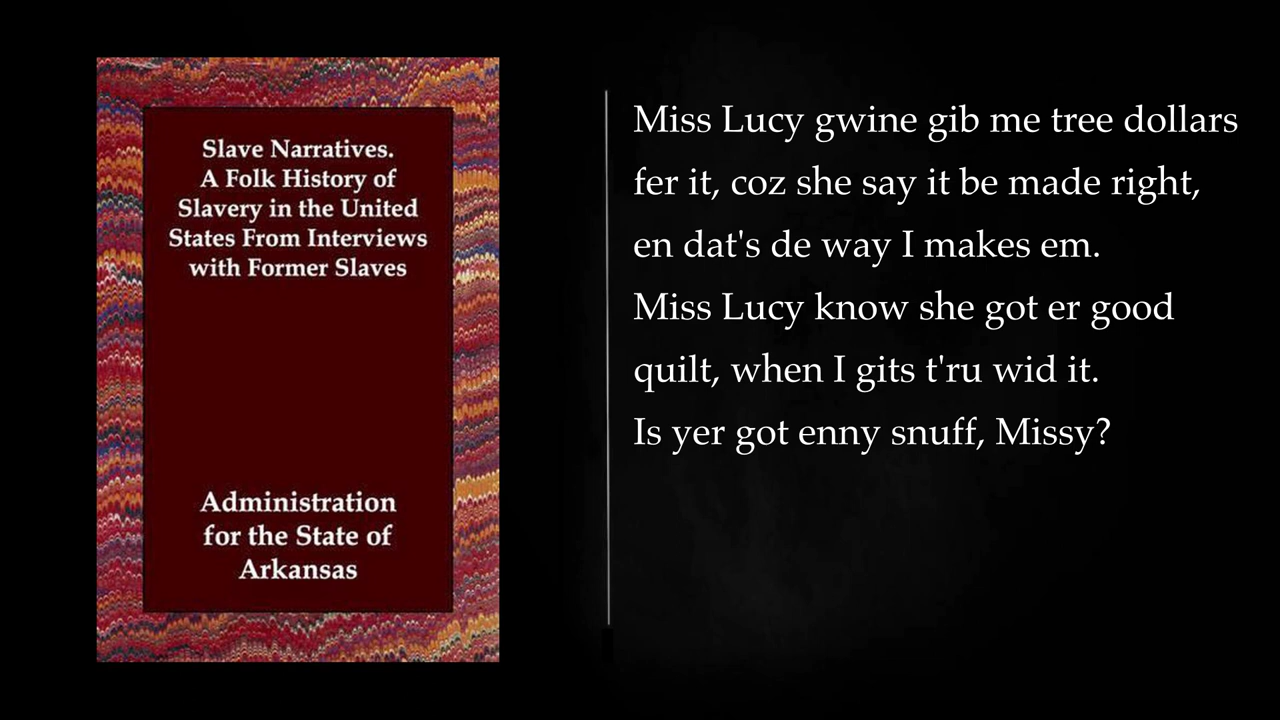 Slave Narratives.
A Folk History of
Slavery in the United
States From Interviews
with Former Slaves
Administration
for the State of
Arkansas
Miss Lucy gwine gib me tree dollars
fer it, coz she say it be made right,
en dat's de way I makes em.
Miss Lucy know she got er good
quilt, when I gits t'ru wid it.
Is yer got enny snuff, Missy?